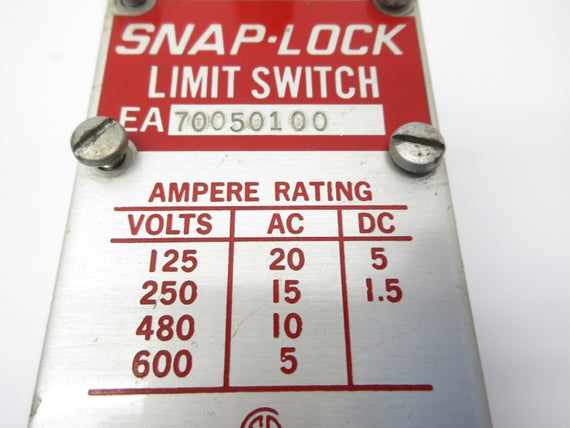 SNAP-LOCK
LIMIT SWITCH
EA 70050100
AMPERE RATING
VOLTS AC DC
125 20 5
250 15 1.5
480 10
600 5